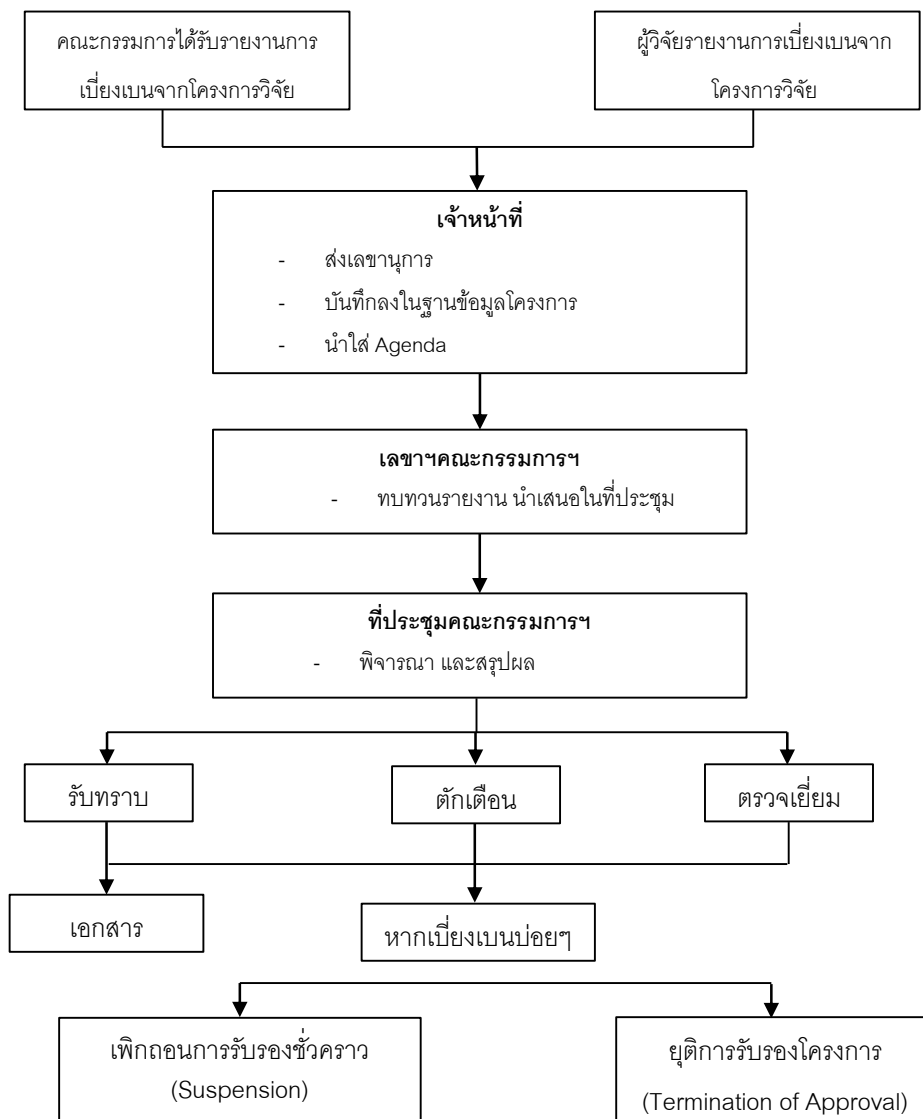 คณะกรรมการได้รับรายงานการ
เบี่ยงเบนจากโครงการวิจัย
ผู้วิจัยรายงานการเบี่ยงเบนจาก
โครงการวิจัย
เจ้าหน้าที่
- ส่งเลขานุการ
- บันทึกลงในฐานข้อมูลโครงการ
- นำใส่ Agenda
เลขาฯคณะกรรมการฯ
- ทบทวนรายงาน นำเสนอในที่ประชุม
ที่ประชุมคณะกรรมการฯ
- พิจารณา และสรุปผล
รับทราบ
ตักเตือน
ตรวจเยี่ยม
เอกสาร
หากเบี่ยงเบนบ่อยๆ
เพิกถอนการรับรองชั่วคราว
(Suspension)
ยุติการรับรองโครงการ
(Termination of Approval)